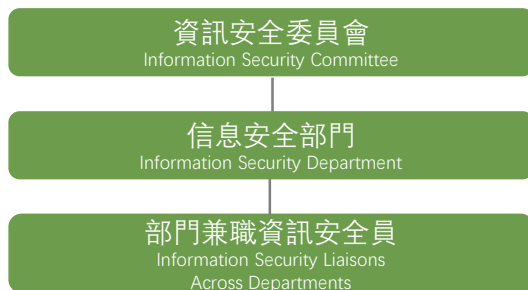 資訊安全委員會
Information Security Committee
信息安全部門
Information Security Department
部門兼職資訊安全員
Information Security Liaisons
Across Departments